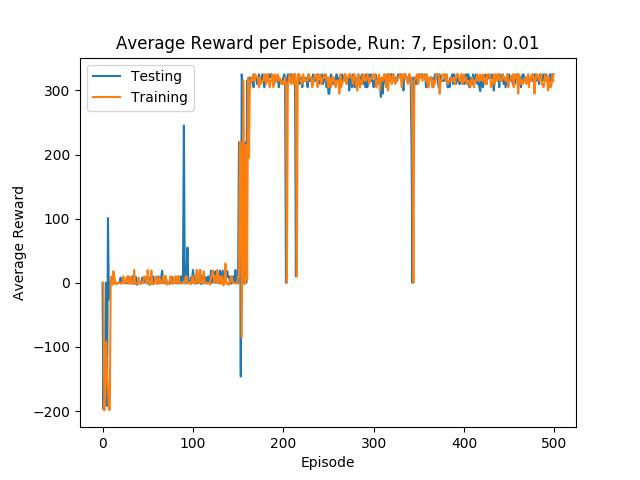 Average Reward per Episode, Run: 7, Epsilon: 0.01
Testing
Training
300
200
100
0
−100
−200
Average Reward
0 100 200 300 400 500
Episode